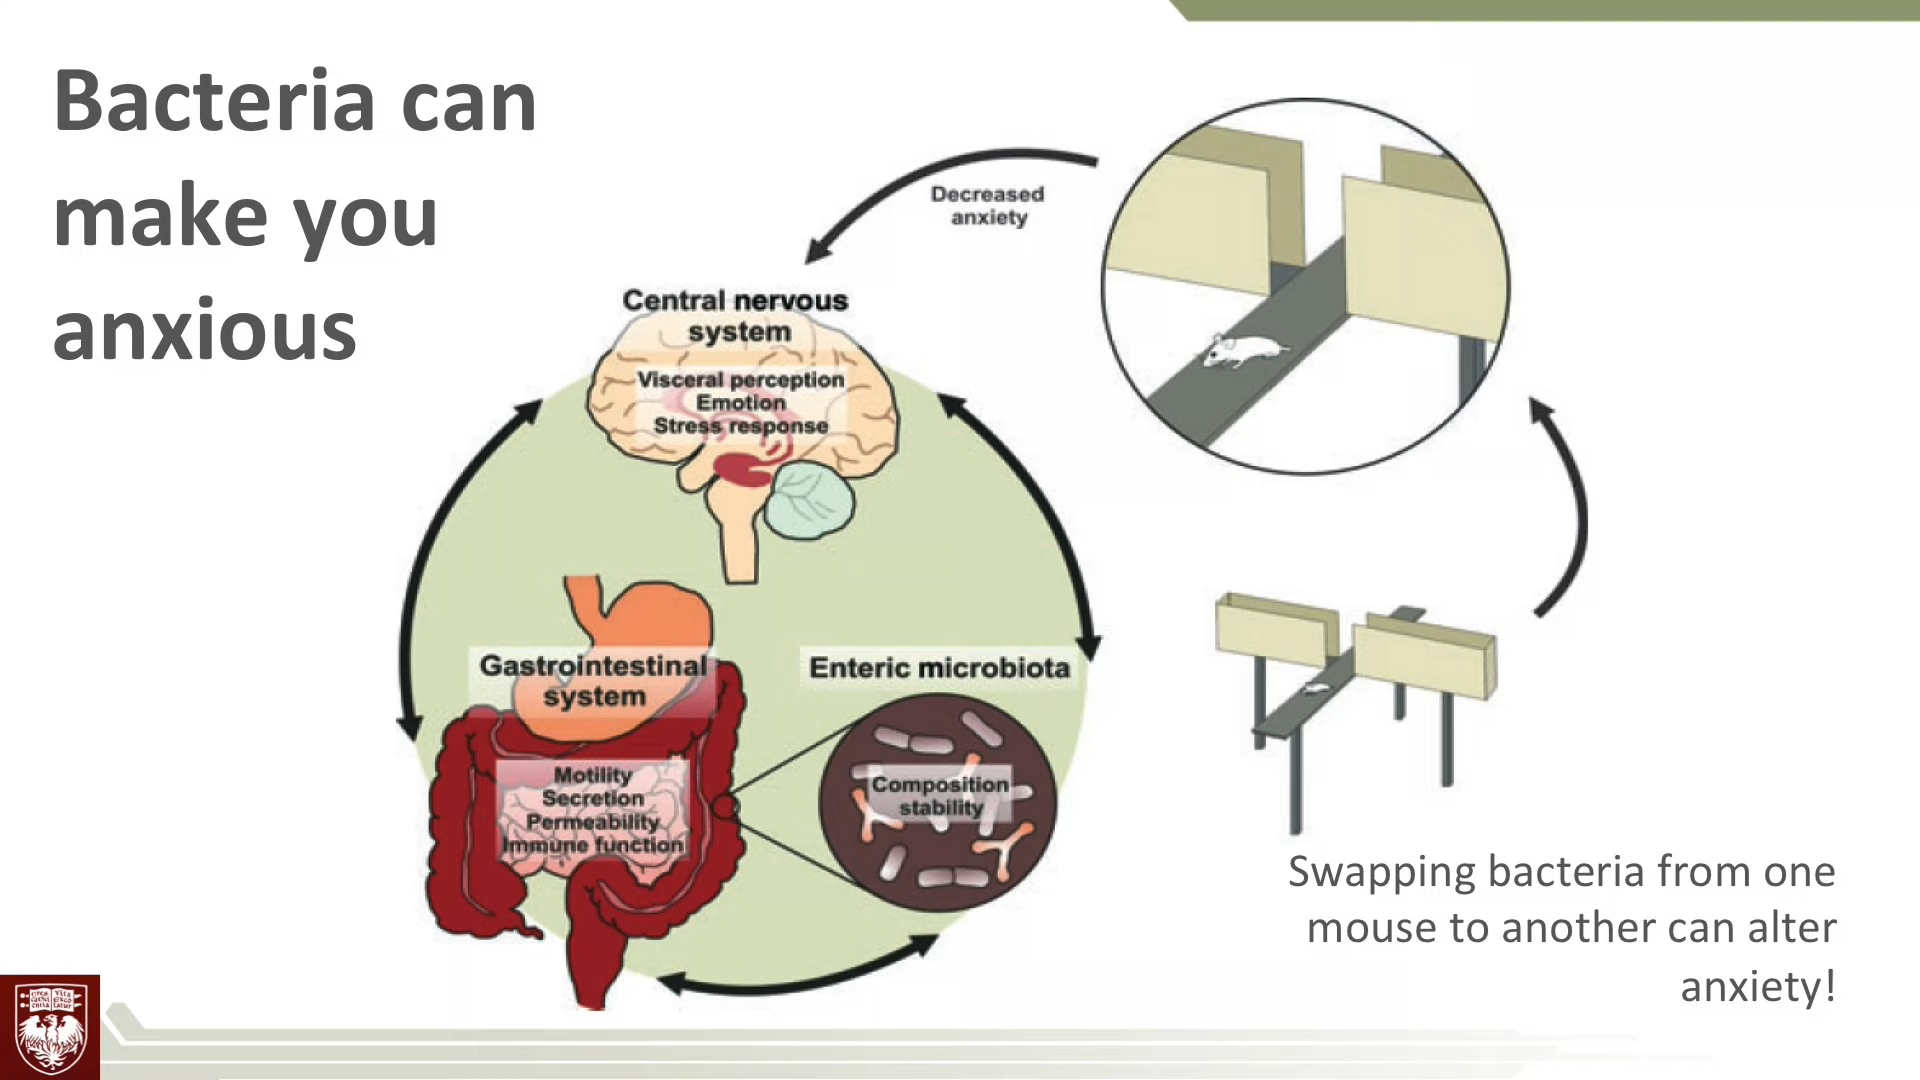 Bacteria can
make you
anxious
Decreased
anxiety
Central nervous
system
Visceral perception
Emotion
Stress response
Gastrointestinal
system
Motility
Secretion
Permeability
Immune function
Enteric microbiota
Composition
stability
Swapping bacteria from one
mouse to another can alter
anxiety!